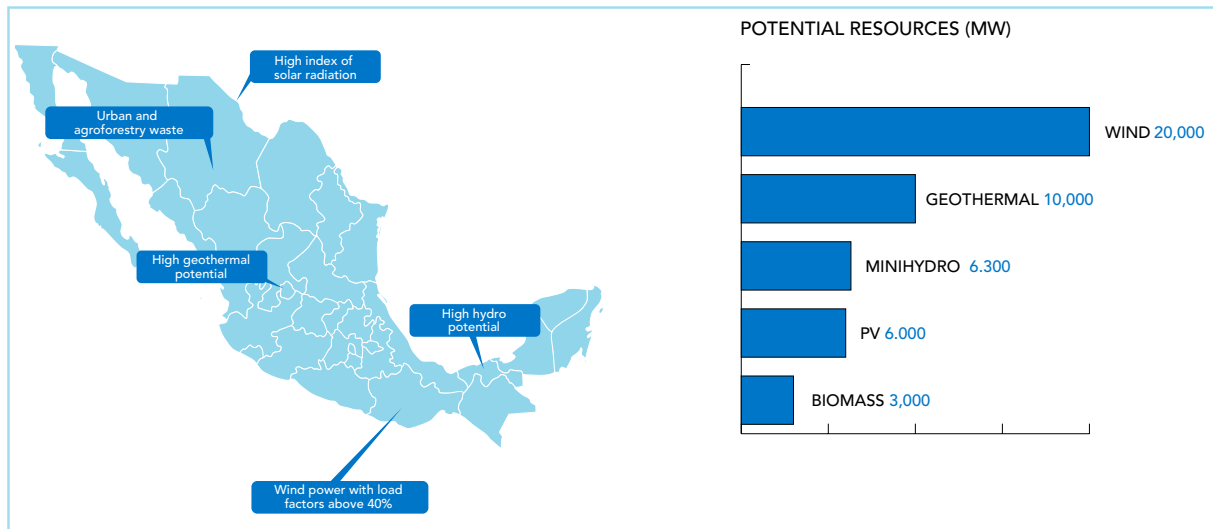 High index of
solar radiation
Urban and
agroforestry waste
High geothermal
potential
High hydro
potential
Wind power with load
factors above 40%
POTENTIAL RESOURCES (MW)
WIND 20,000
GEOTHERMAL 10,000
MINIHYDRO 6.300
PV 6.000
BIOMASS 3,000